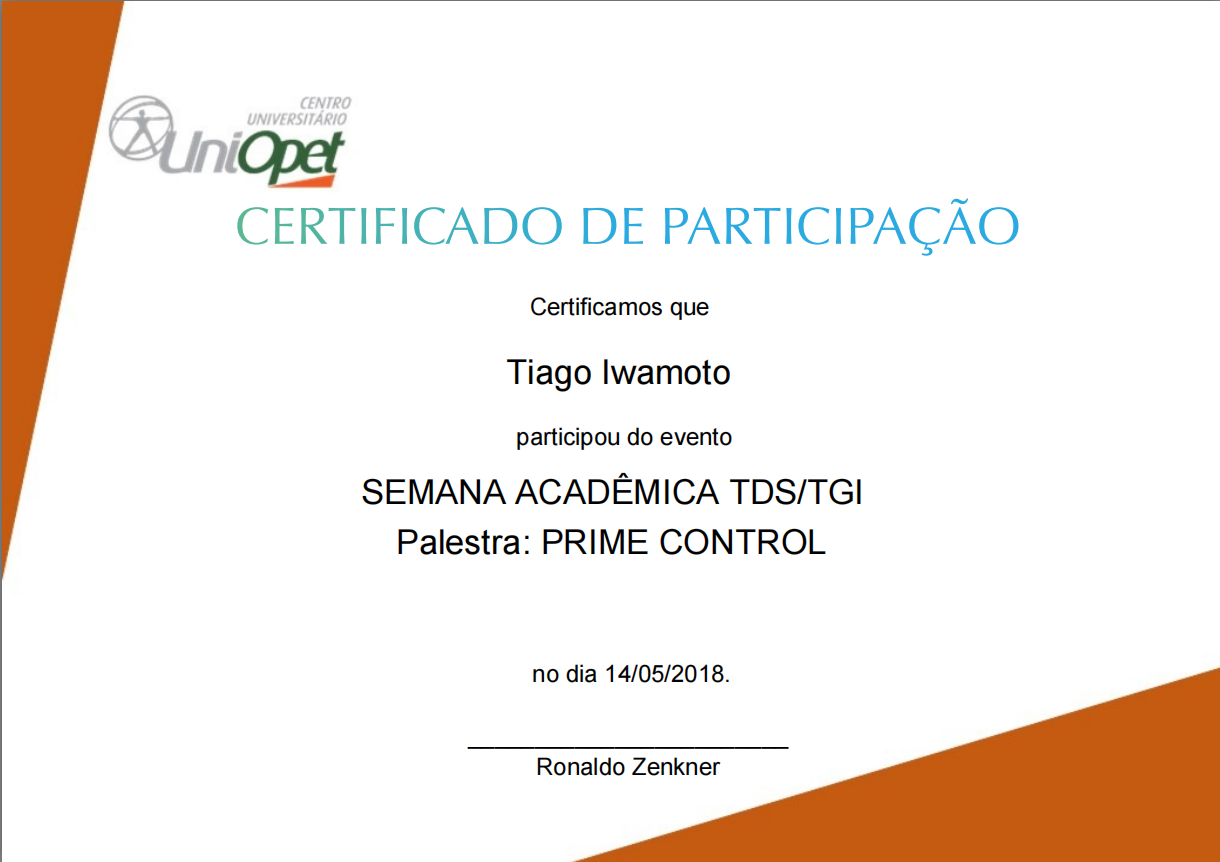 CENTRO
UNIVERSITÁRIO
UniOpet
CERTIFICADO DE PARTICIPAÇÃO
Certificamos que
Tiago Iwamoto
participou do evento
SEMANA ACADÊMICA TDS/TGI
Palestra: PRIME CONTROL
no dia 14/05/2018.
Ronaldo Zenkner